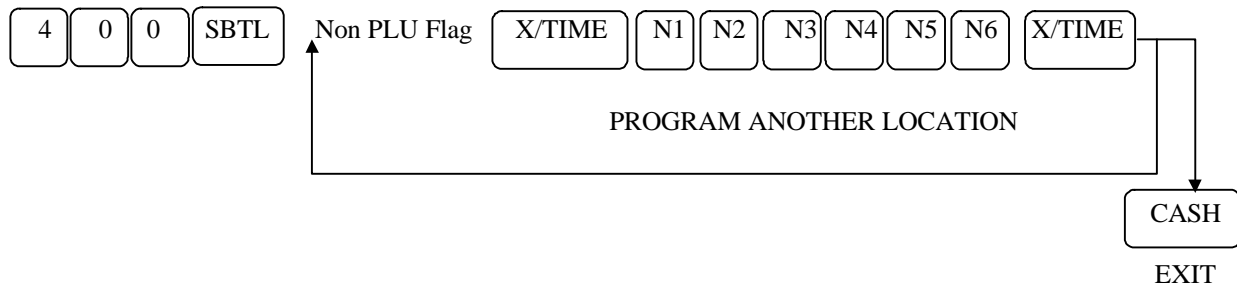 4 0 0 SBTL Non PLU Flag X/TIME N1 N2 N3 N4 N5 N6 X/TIME
PROGRAM ANOTHER LOCATION
CASH
EXIT